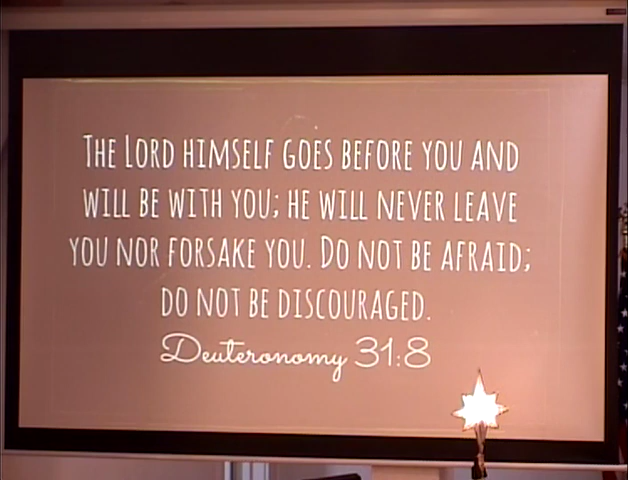 The Lord himself goes before you and
will be with you; he will never leave
you nor forsake you. Do not be afraid;
do not be discouraged.
Deuteronomy 31:8